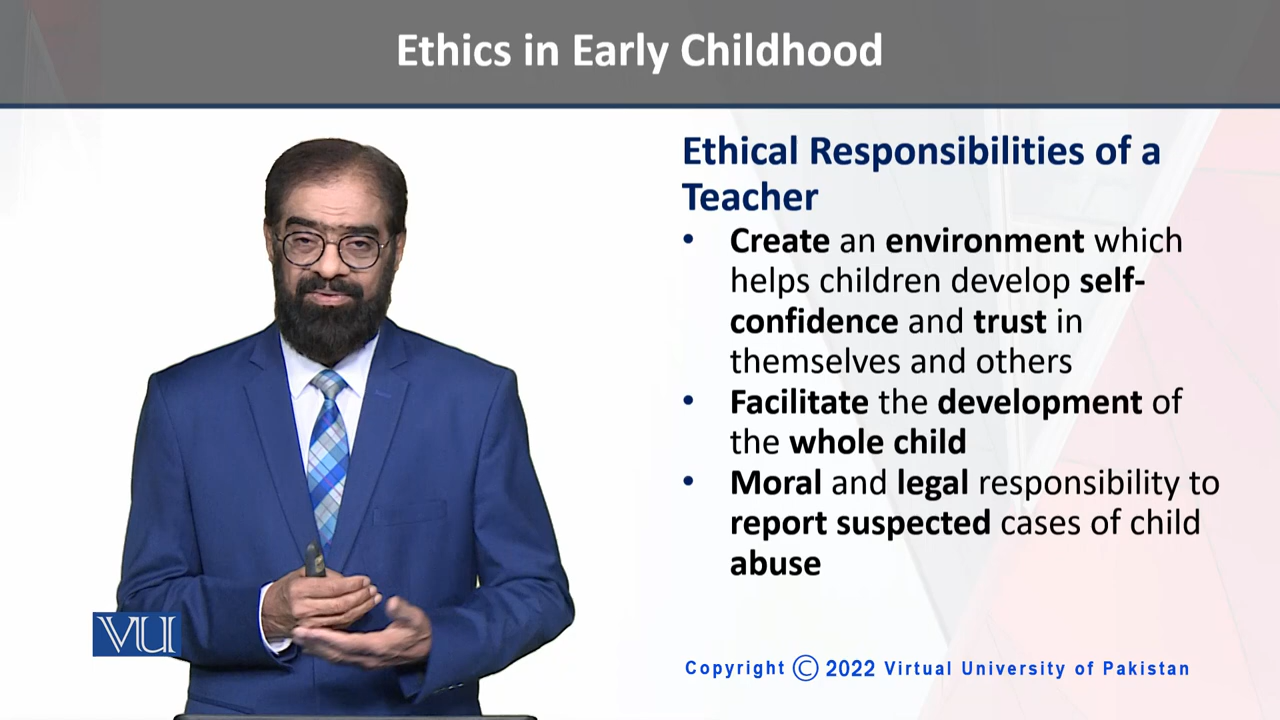 Ethics in Early Childhood
Ethical Responsibilities of a
Teacher
• Create an environment which
helps children develop self-
confidence and trust in
themselves and others
• Facilitate the development of
the whole child
• Moral and legal responsibility to
report suspected cases of child
abuse
VU
Copyright © 2022 Virtual University of Pakistan